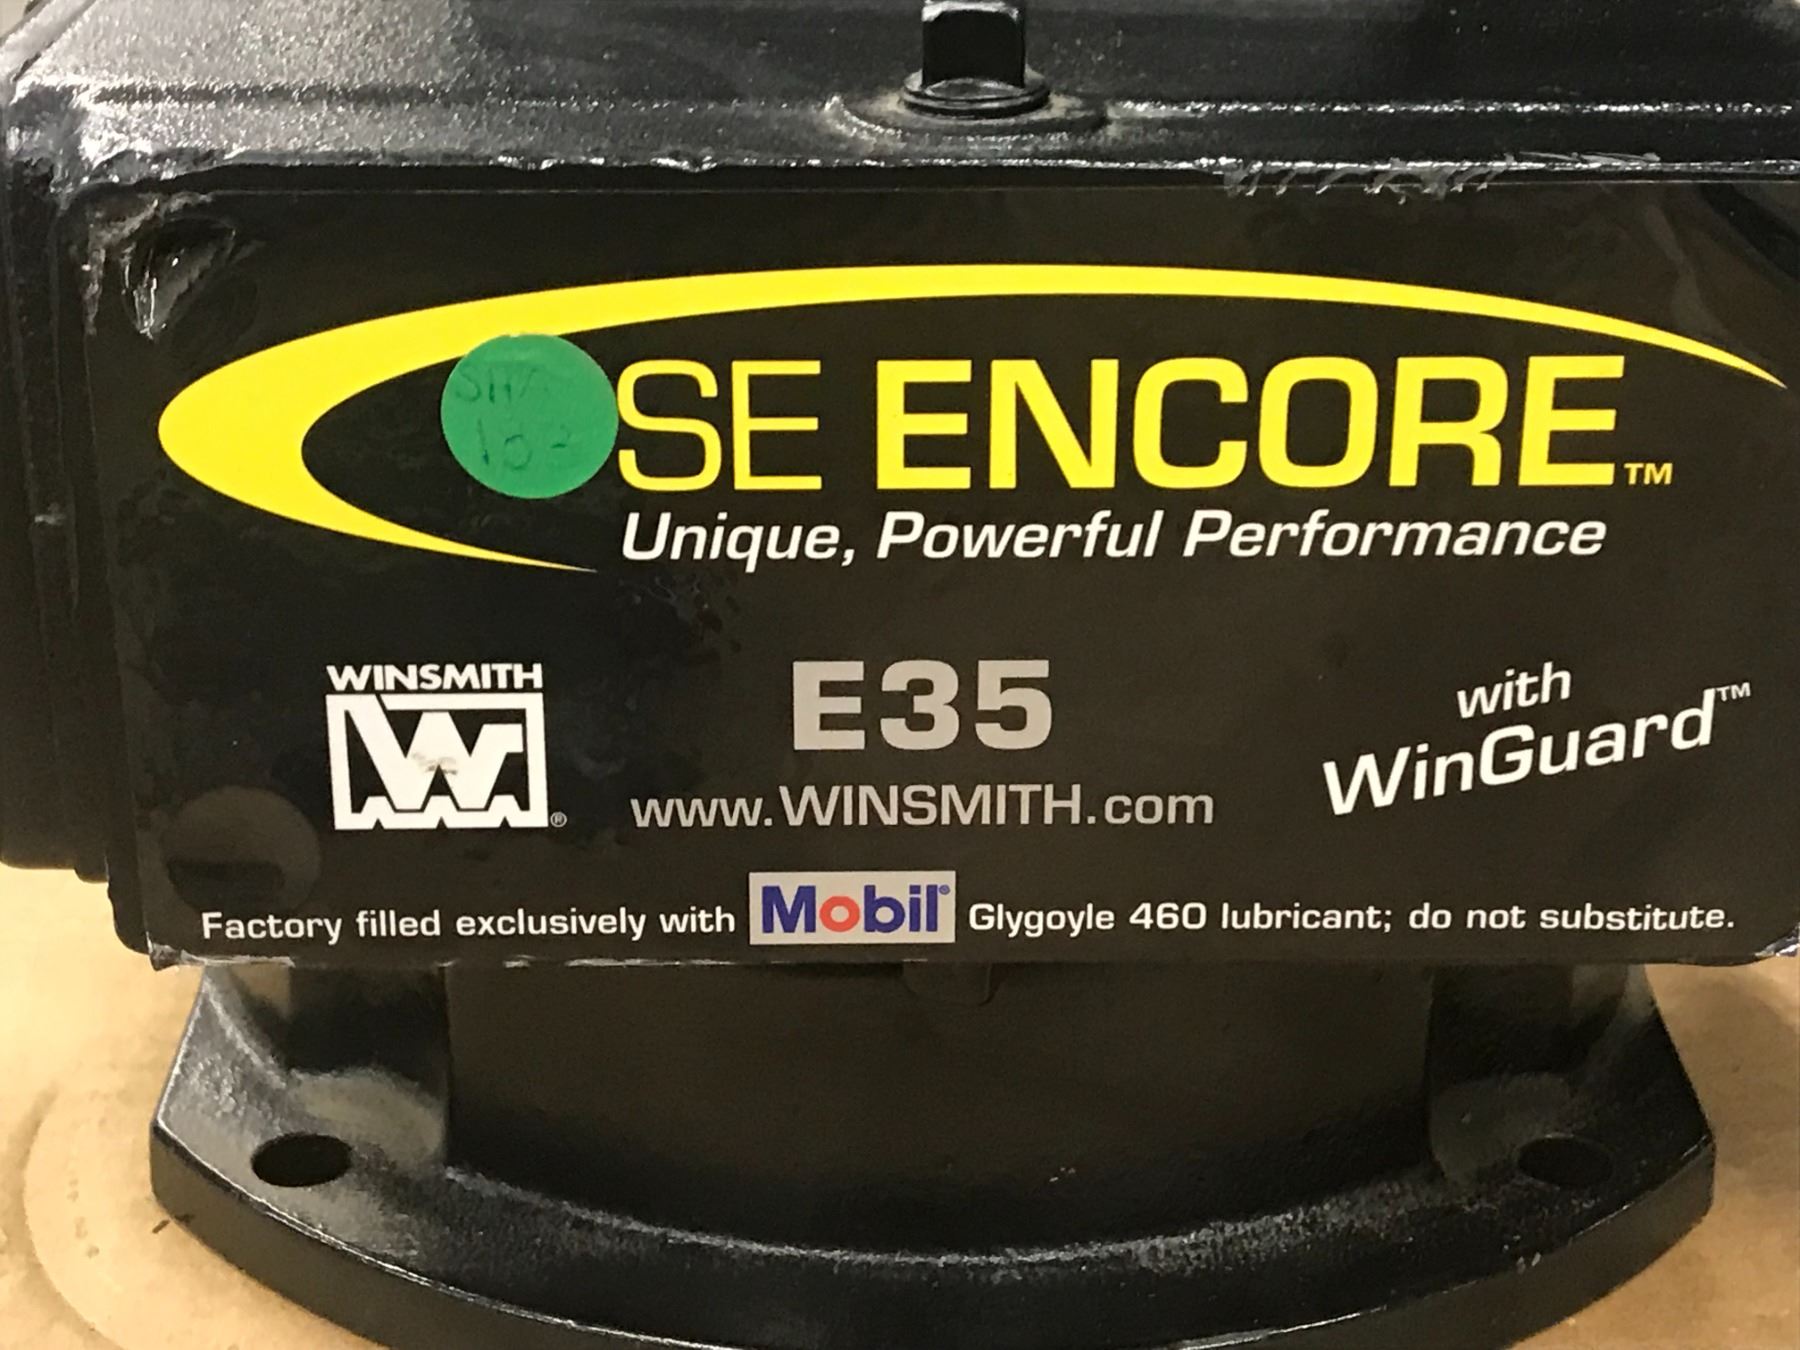 SE ENCORE™
Unique, Powerful Performance
WINSMITH
W®
E35
www.WINSMITH.com
with
WinGuard™
Factory filled exclusively with Mobil® Glygoyle 460 lubricant; do not substitute.